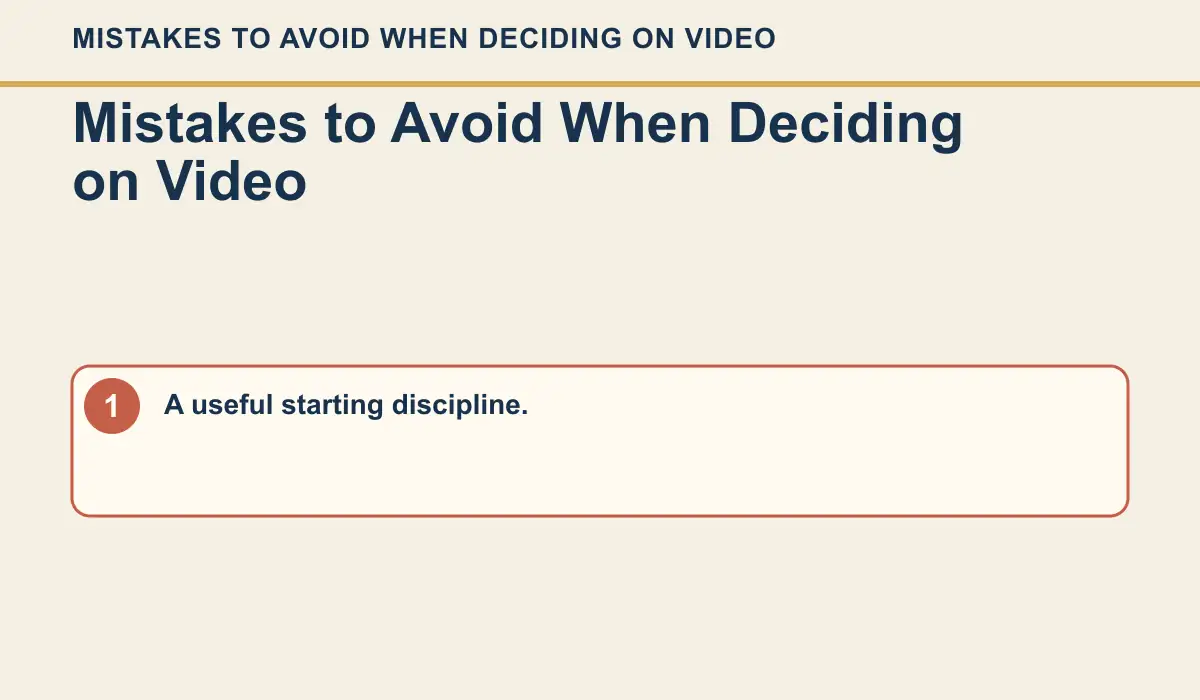 MISTAKES TO AVOID WHEN DECIDING ON VIDEO
Mistakes to Avoid When Deciding
on Video
1
A useful starting discipline.